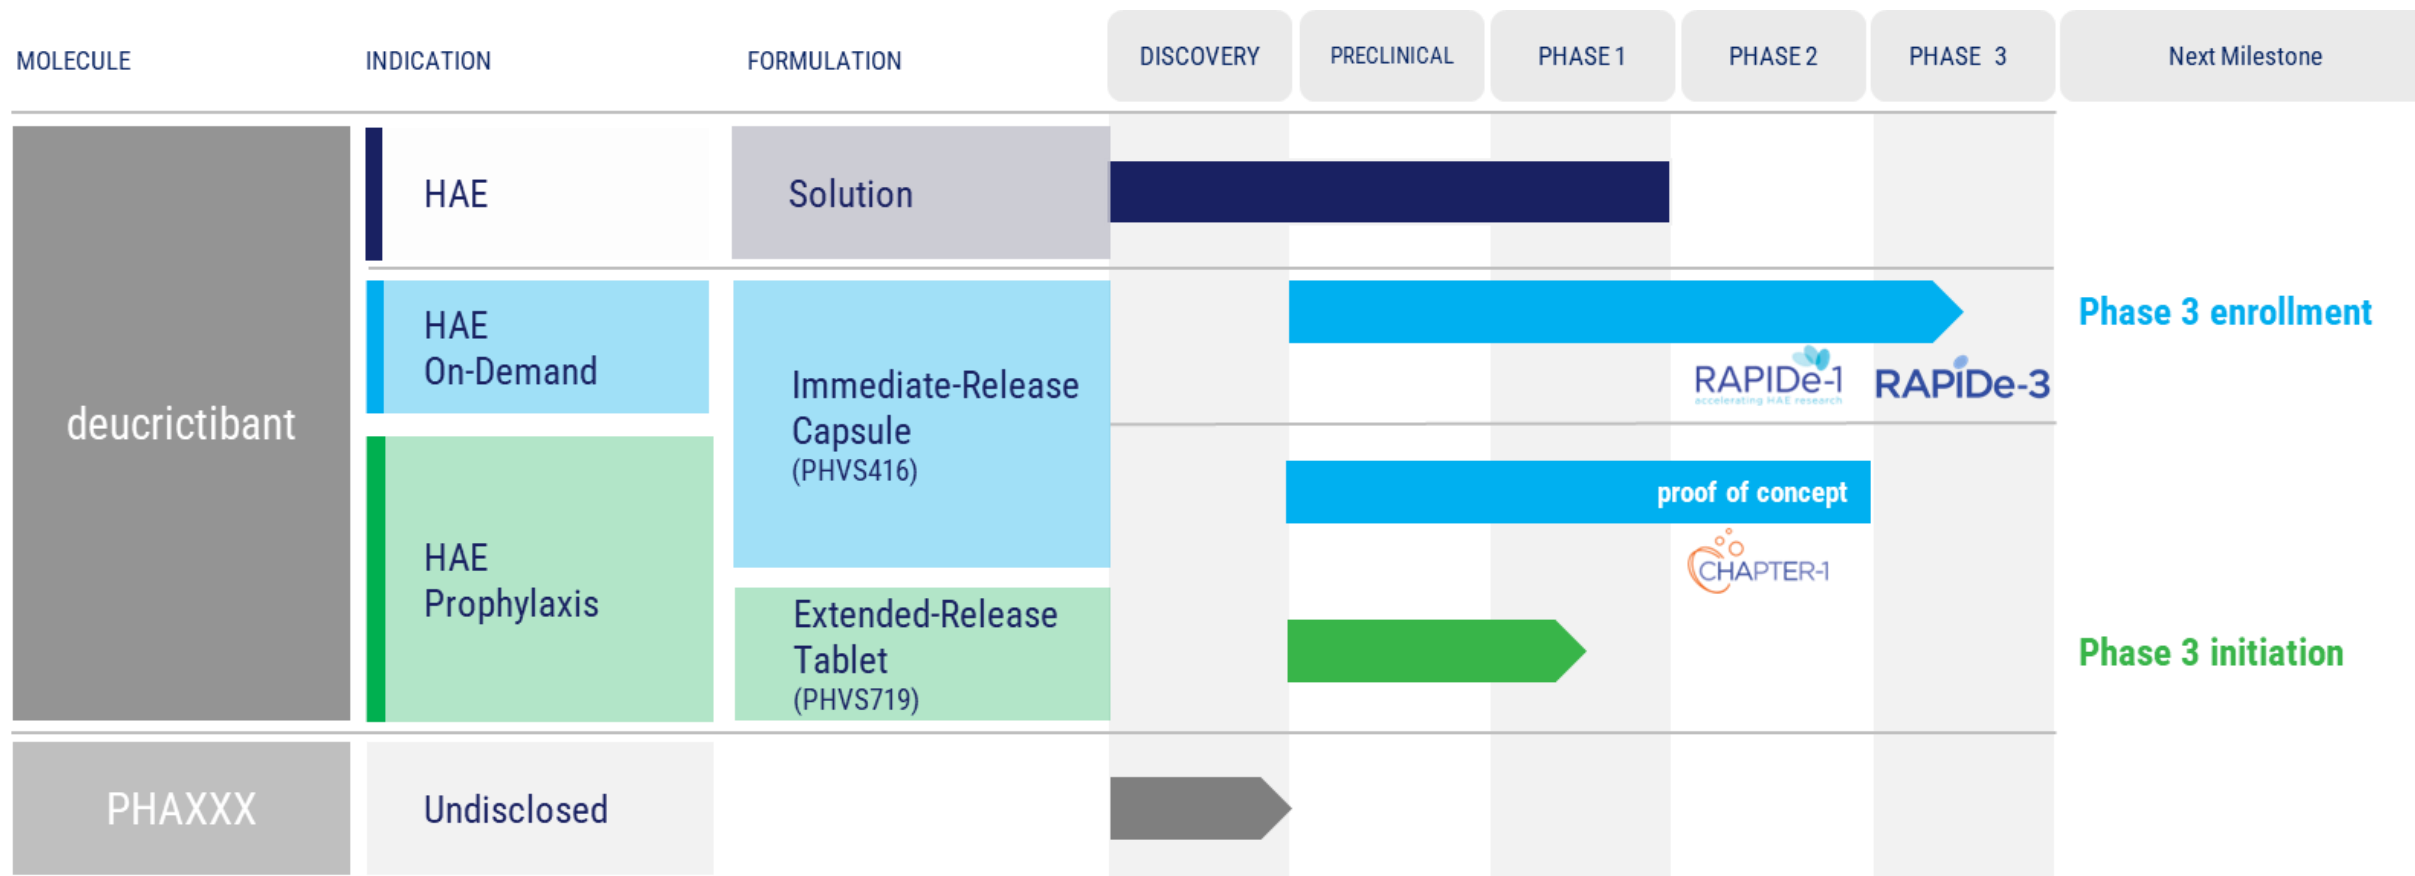 MOLECULE
INDICATION
FORMULATION
DISCOVERY
PRECLINICAL
PHASE 1
PHASE 2
PHASE 3
Next Milestone
deucrictibant
HAE
Solution
HAE
On-Demand
Immediate-Release
Capsule
(PHVS416)
RAPIDe-1
accelerating HAE research
RAPIDe-3
Phase 3 enrollment
HAE
Prophylaxis
proof of concept
CHAPTER-1
Extended-Release
Tablet
(PHVS719)
Phase 3 initiation
PHAXXX
Undisclosed